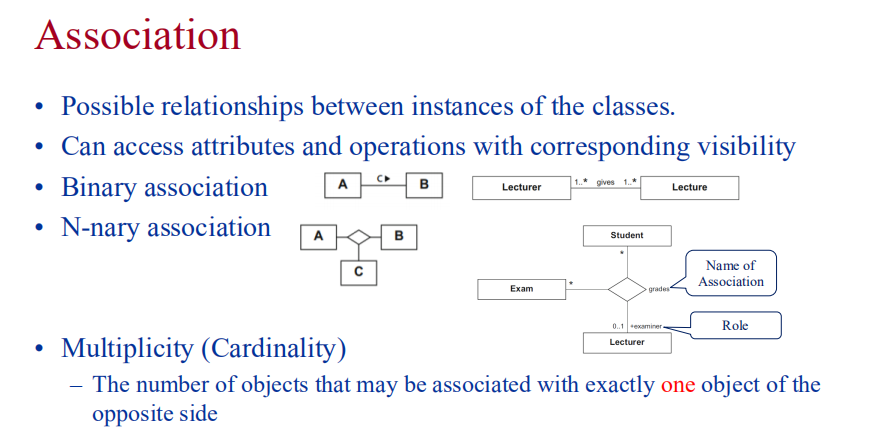 Association
• Possible relationships between instances of the classes.
• Can access attributes and operations with corresponding visibility
• Binary association
A C▶ B
Lecturer 1..* gives 1..* Lecture
• N-nary association
A B
C
Student
*
Exam *
grades
Name of
Association
0..1 +examiner
Role
Lecturer
• Multiplicity (Cardinality)
– The number of objects that may be associated with exactly one object of the
opposite side